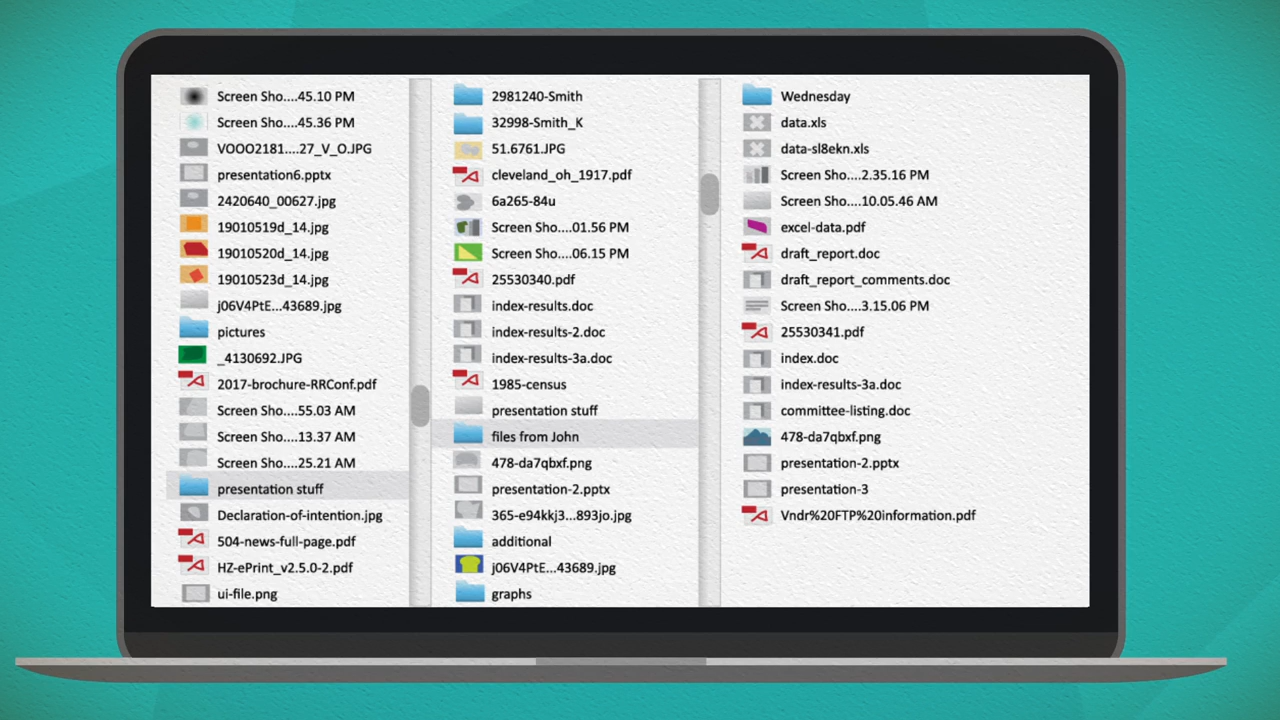 Screen Sho....45.10 PM
Screen Sho....45.36 PM
VOOO2181....27_V_O.JPG
presentation6.pptx
2420640_00627.jpg
19010519d_14.jpg
19010520d_14.jpg
19010523d_14.jpg
j06V4PtE...43689.jpg
pictures
_4130692.JPG
2017-brochure-RRConf.pdf
Screen Sho....55.03 AM
Screen Sho....13.37 AM
Screen Sho....25.21 AM
presentation stuff
Declaration-of-intention.jpg
504-news-full-page.pdf
HZ-ePrint_v2.5.0-2.pdf
ui-file.png
2981240-Smith
32998-Smith_K
51.6761.JPG
cleveland_oh_1917.pdf
6a265-84u
Screen Sho....01.56 PM
Screen Sho....06.15 PM
25530340.pdf
index-results.doc
index-results-2.doc
index-results-3a.doc
1985-census
presentation stuff
files from John
478-da7qbxf.png
presentation-2.pptx
365-e94kkj3...893jo.jpg
additional
j06V4PtE...43689.jpg
graphs
Wednesday
data.xls
data-sl8ekn.xls
Screen Sho....2.35.16 PM
Screen Sho....10.05.46 AM
excel-data.pdf
draft_report.doc
draft_report_comments.doc
Screen Sho....3.15.06 PM
25530341.pdf
index.doc
index-results-3a.doc
committee-listing.doc
478-da7qbxf.png
presentation-2.pptx
presentation-3
Vndr%20FTP%20information.pdf